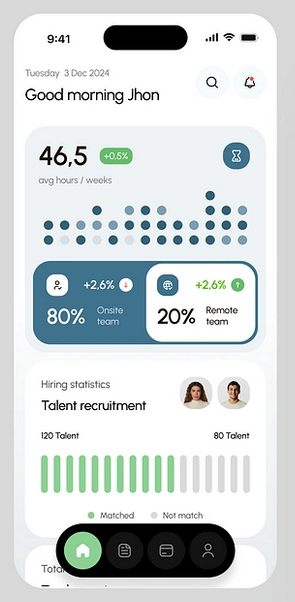 9:41
Tuesday 3 Dec 2024
Good morning Jhon
46,5 +0,5%
avg hours / weeks
+2,6%
80% Onsite team
+2,6%
20% Remote team
Hiring statistics
Talent recruitment
120 Talent 80 Talent
Matched Not match
Total